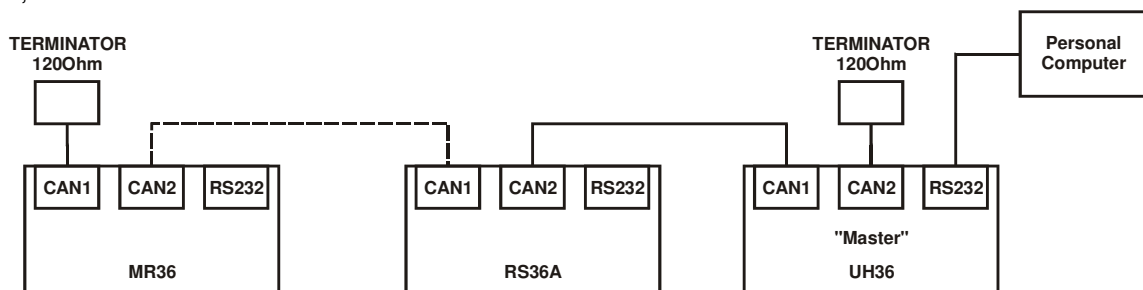 TERMINATOR
120Ohm
TERMINATOR
120Ohm
Personal
Computer
CAN1 CAN2 RS232
CAN1 CAN2 RS232
CAN1 CAN2 RS232
"Master"
MR36
RS36A
UH36